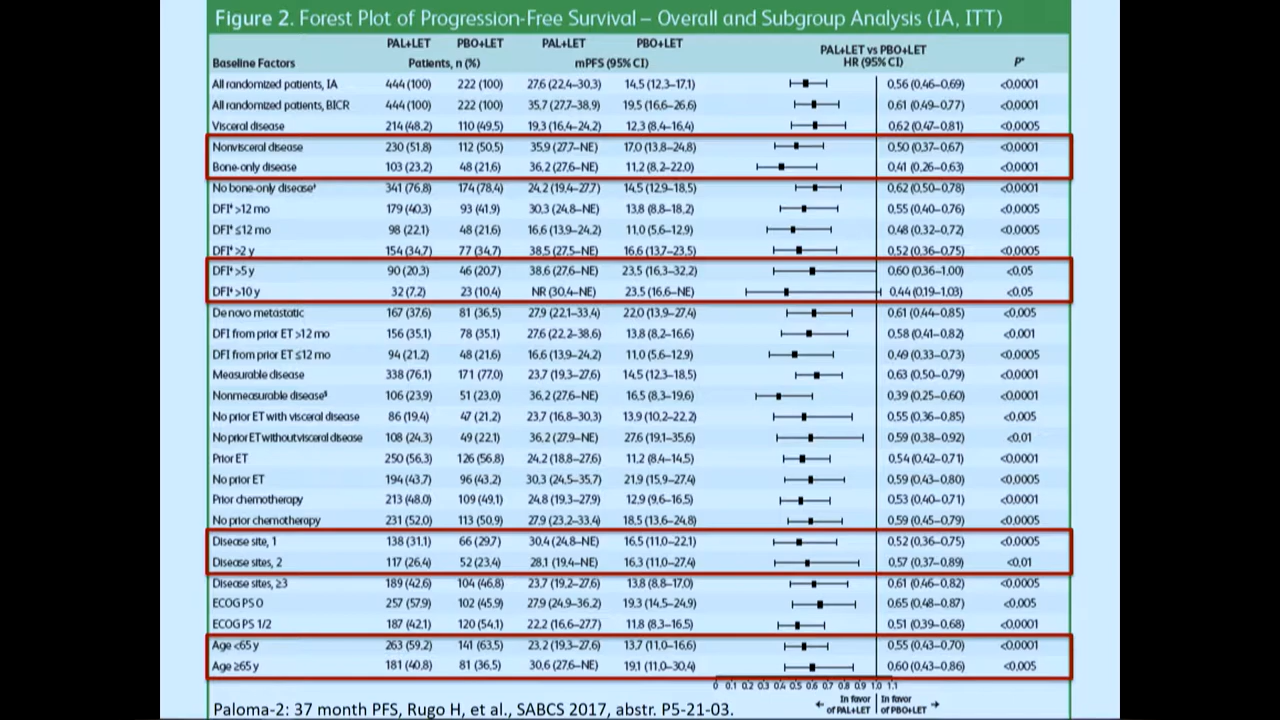 Figure 2. Forest Plot of Progression-Free Survival – Overall and Subgroup Analysis (IA, ITT)
PAL+LET PBO+LET PAL+LET PBO+LET PAL+LET vs PBO+LET
Baseline Factors Patients, n (%) mPFS (95% CI) HR (95% CI) P*
All randomized patients, IA 444 (100) 222 (100) 27.6 (22.4–30.3) 14.5 (12.3–17.1) 0.56 (0.46–0.69) <0.0001
All randomized patients, BICR 444 (100) 222 (100) 35.7 (27.7–38.9) 19.5 (16.6–26.6) 0.61 (0.49–0.77) <0.0001
Visceral disease 214 (48.2) 110 (49.5) 19.3 (16.4–24.2) 12.3 (8.4–16.4) 0.62 (0.47–0.81) <0.0005
Nonvisceral disease 230 (51.8) 112 (50.5) 35.9 (27.7–NE) 17.0 (13.8–24.8) 0.50 (0.37–0.67) <0.0001
Bone-only disease 103 (23.2) 48 (21.6) 36.2 (27.6–NE) 11.2 (8.2–22.0) 0.41 (0.26–0.63) <0.0001
No bone-only disease† 341 (76.8) 174 (78.4) 24.2 (19.4–27.7) 14.5 (12.9–18.5) 0.62 (0.50–0.78) <0.0001
DFI‡ >12 mo 179 (40.3) 93 (41.9) 30.3 (24.8–NE) 13.8 (8.8–18.2) 0.55 (0.40–0.76) <0.0005
DFI‡ ≤12 mo 98 (22.1) 48 (21.6) 16.6 (13.9–24.2) 11.0 (5.6–12.9) 0.48 (0.32–0.72) <0.0005
DFI‡ >2 y 154 (34.7) 77 (34.7) 38.5 (27.5–NE) 16.6 (13.7–23.5) 0.52 (0.36–0.75) <0.0005
DFI‡ >5 y 90 (20.3) 46 (20.7) 38.6 (27.6–NE) 23.5 (16.3–32.2) 0.60 (0.36–1.00) <0.05
DFI‡ >10 y 32 (7.2) 23 (10.4) NR (30.4–NE) 23.5 (16.6–NE) 0.44 (0.19–1.03) <0.05
De novo metastatic 167 (37.6) 81 (36.5) 27.9 (22.1–33.4) 22.0 (13.9–27.4) 0.61 (0.44–0.85) <0.005
DFI from prior ET >12 mo 156 (35.1) 78 (35.1) 27.6 (22.2–38.6) 13.8 (8.2–16.6) 0.58 (0.41–0.82) <0.001
DFI from prior ET ≤12 mo 94 (21.2) 48 (21.6) 16.6 (13.9–24.2) 11.0 (5.6–12.9) 0.49 (0.33–0.73) <0.0005
Measurable disease 338 (76.1) 171 (77.0) 23.7 (19.3–27.6) 14.5 (12.3–18.5) 0.63 (0.50–0.79) <0.0001
Nonmeasurable disease§ 106 (23.9) 51 (23.0) 36.2 (27.6–NE) 16.5 (8.3–19.6) 0.39 (0.25–0.60) <0.0001
No prior ET with visceral disease 86 (19.4) 47 (21.2) 23.7 (16.8–30.3) 13.9 (10.2–22.2) 0.55 (0.36–0.85) <0.005
No prior ET without visceral disease 108 (24.3) 49 (22.1) 36.2 (27.9–NE) 27.6 (19.1–35.6) 0.59 (0.38–0.92) <0.01
Prior ET 250 (56.3) 126 (56.8) 24.2 (18.8–27.6) 11.2 (8.4–14.5) 0.54 (0.42–0.71) <0.0001
No prior ET 194 (43.7) 96 (43.2) 30.3 (24.5–35.7) 21.9 (15.9–27.4) 0.59 (0.43–0.80) <0.0005
Prior chemotherapy 213 (48.0) 109 (49.1) 24.8 (19.3–27.9) 12.9 (9.6–16.5) 0.53 (0.40–0.71) <0.0001
No prior chemotherapy 231 (52.0) 113 (50.9) 27.9 (23.2–33.4) 18.5 (13.6–24.8) 0.59 (0.45–0.79) <0.0005
Disease site, 1 138 (31.1) 66 (29.7) 30.4 (24.8–NE) 16.5 (11.0–22.1) 0.52 (0.36–0.75) <0.0005
Disease sites, 2 117 (26.4) 52 (23.4) 28.1 (19.4–NE) 16.3 (11.0–27.4) 0.57 (0.37–0.89) <0.01
Disease sites, ≥3 189 (42.6) 104 (46.8) 23.7 (19.2–27.6) 13.8 (8.8–17.0) 0.61 (0.46–0.82) <0.0005
ECOG PS 0 257 (57.9) 102 (45.9) 27.9 (24.9–36.2) 19.3 (14.5–24.9) 0.65 (0.48–0.87) <0.005
ECOG PS 1/2 187 (42.1) 120 (54.1) 22.2 (16.6–27.7) 11.8 (8.3–16.5) 0.51 (0.39–0.68) <0.0001
Age <65 y 263 (59.2) 141 (63.5) 23.2 (19.3–27.6) 13.7 (11.0–16.6) 0.55 (0.43–0.70) <0.0001
Age ≥65 y 181 (40.8) 81 (36.5) 30.6 (27.6–NE) 19.1 (11.0–30.4) 0.60 (0.43–0.86) <0.005
0 0.1 0.2 0.3 0.4 0.5 0.6 0.7 0.8 0.9 1.0 1.1
In favor of PAL+LET In favor of PBO+LET
Paloma-2: 37 month PFS, Rugo H, et al., SABCS 2017, abstr. P5-21-03.